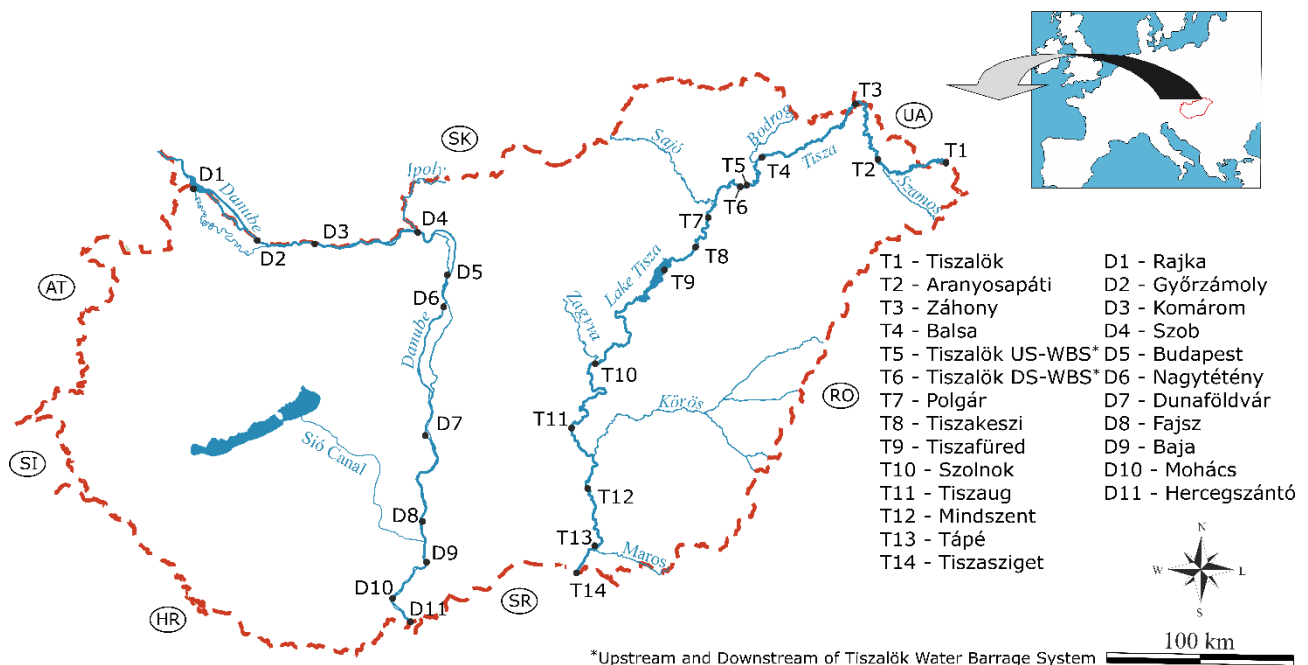 SK
UA
AT
SI
HR
SR
RO
D1
D2
D3
D4
D5
D6
D7
D8
D9
D10
D11
T1
T2
T3
T4
T5
T6
T7
T8
T9
T10
T11
T12
T13
T14
Danube
Ipoly
Danube
Sió Canal
Sajó
Bodrog
Tisza
Szamos
Lake Tisza
Zagyva
Körös
Maros
T1 - Tiszalök
T2 - Aranyosapáti
T3 - Záhony
T4 - Balsa
T5 - Tiszalök US-WBS*
T6 - Tiszalök DS-WBS*
T7 - Polgár
T8 - Tiszakeszi
T9 - Tiszafüred
T10 - Szolnok
T11 - Tiszaug
T12 - Mindszent
T13 - Tápé
T14 - Tiszasziget
D1 - Rajka
D2 - Győrzámoly
D3 - Komárom
D4 - Szob
D5 - Budapest
D6 - Nagytétény
D7 - Dunaföldvár
D8 - Fajsz
D9 - Baja
D10 - Mohács
D11 - Hercegszántó
N
W
L
S
100 km
*Upstream and Downstream of Tiszalök Water Barrage System